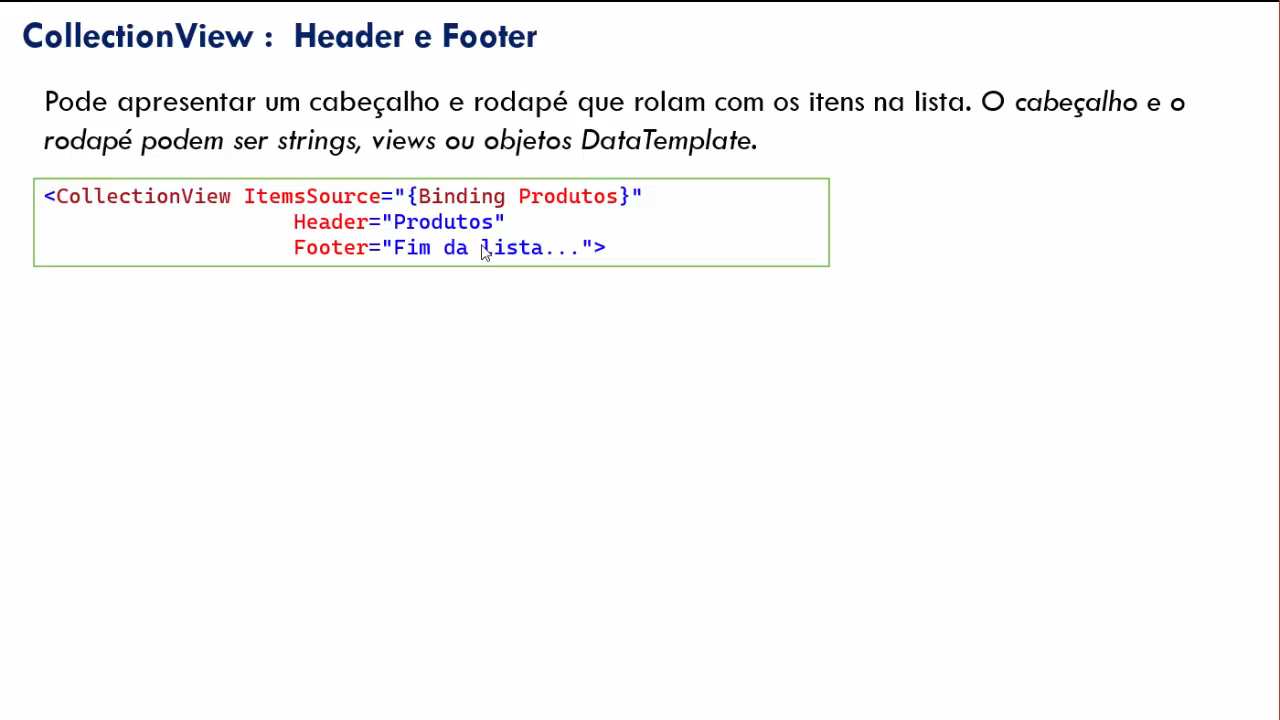 CollectionView : Header e Footer
Pode apresentar um cabeçalho e rodapé que rolam com os itens na lista. O cabeçalho e o
rodapé podem ser strings, views ou objetos DataTemplate.
<CollectionView ItemsSource="{Binding Produtos}"
Header="Produtos"
Footer="Fim da lista...">